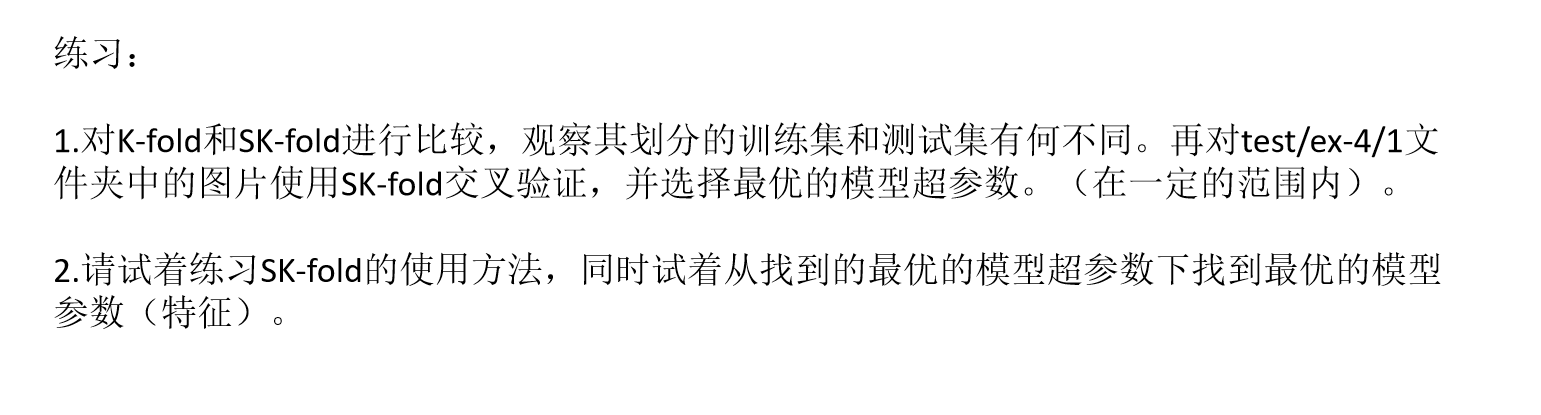 练习：
1.对K-fold和SK-fold进行比较，观察其划分的训练集和测试集有何不同。再对test/ex-4/1文
件夹中的图片使用SK-fold交叉验证，并选择最优的模型超参数。（在一定的范围内）。
2.请试着练习SK-fold的使用方法，同时试着从找到的最优的模型超参数下找到最优的模型
参数（特征）。